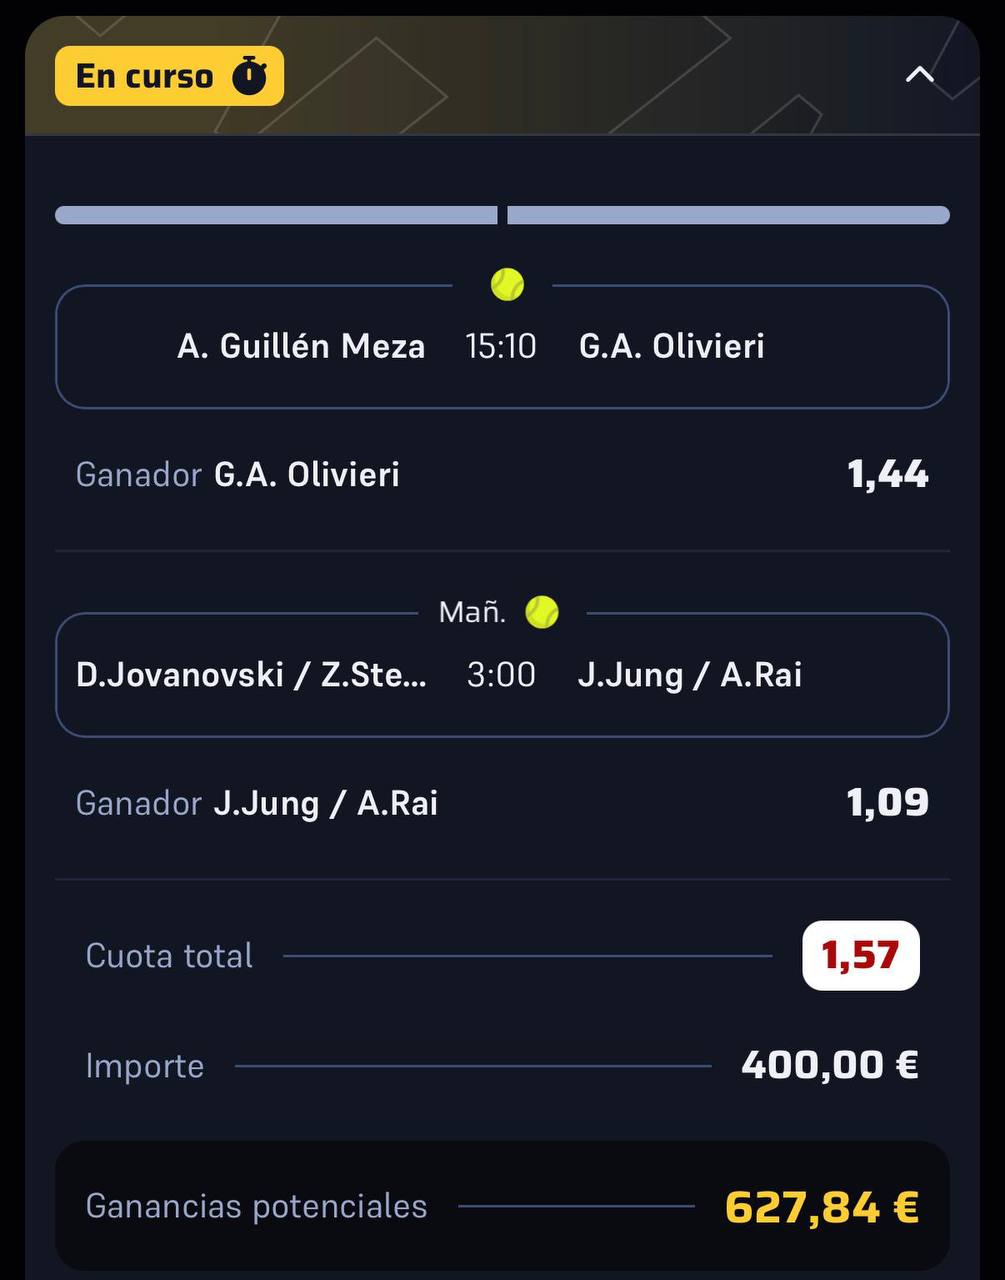 En curso
A. Guillén Meza 15:10 G.A. Olivieri
Ganador G.A. Olivieri 1,44
Mañ.
D.Jovanovski / Z.Ste... 3:00 J.Jung / A.Rai
Ganador J.Jung / A.Rai 1,09
Cuota total 1,57
Importe 400,00 €
Ganancias potenciales 627,84 €